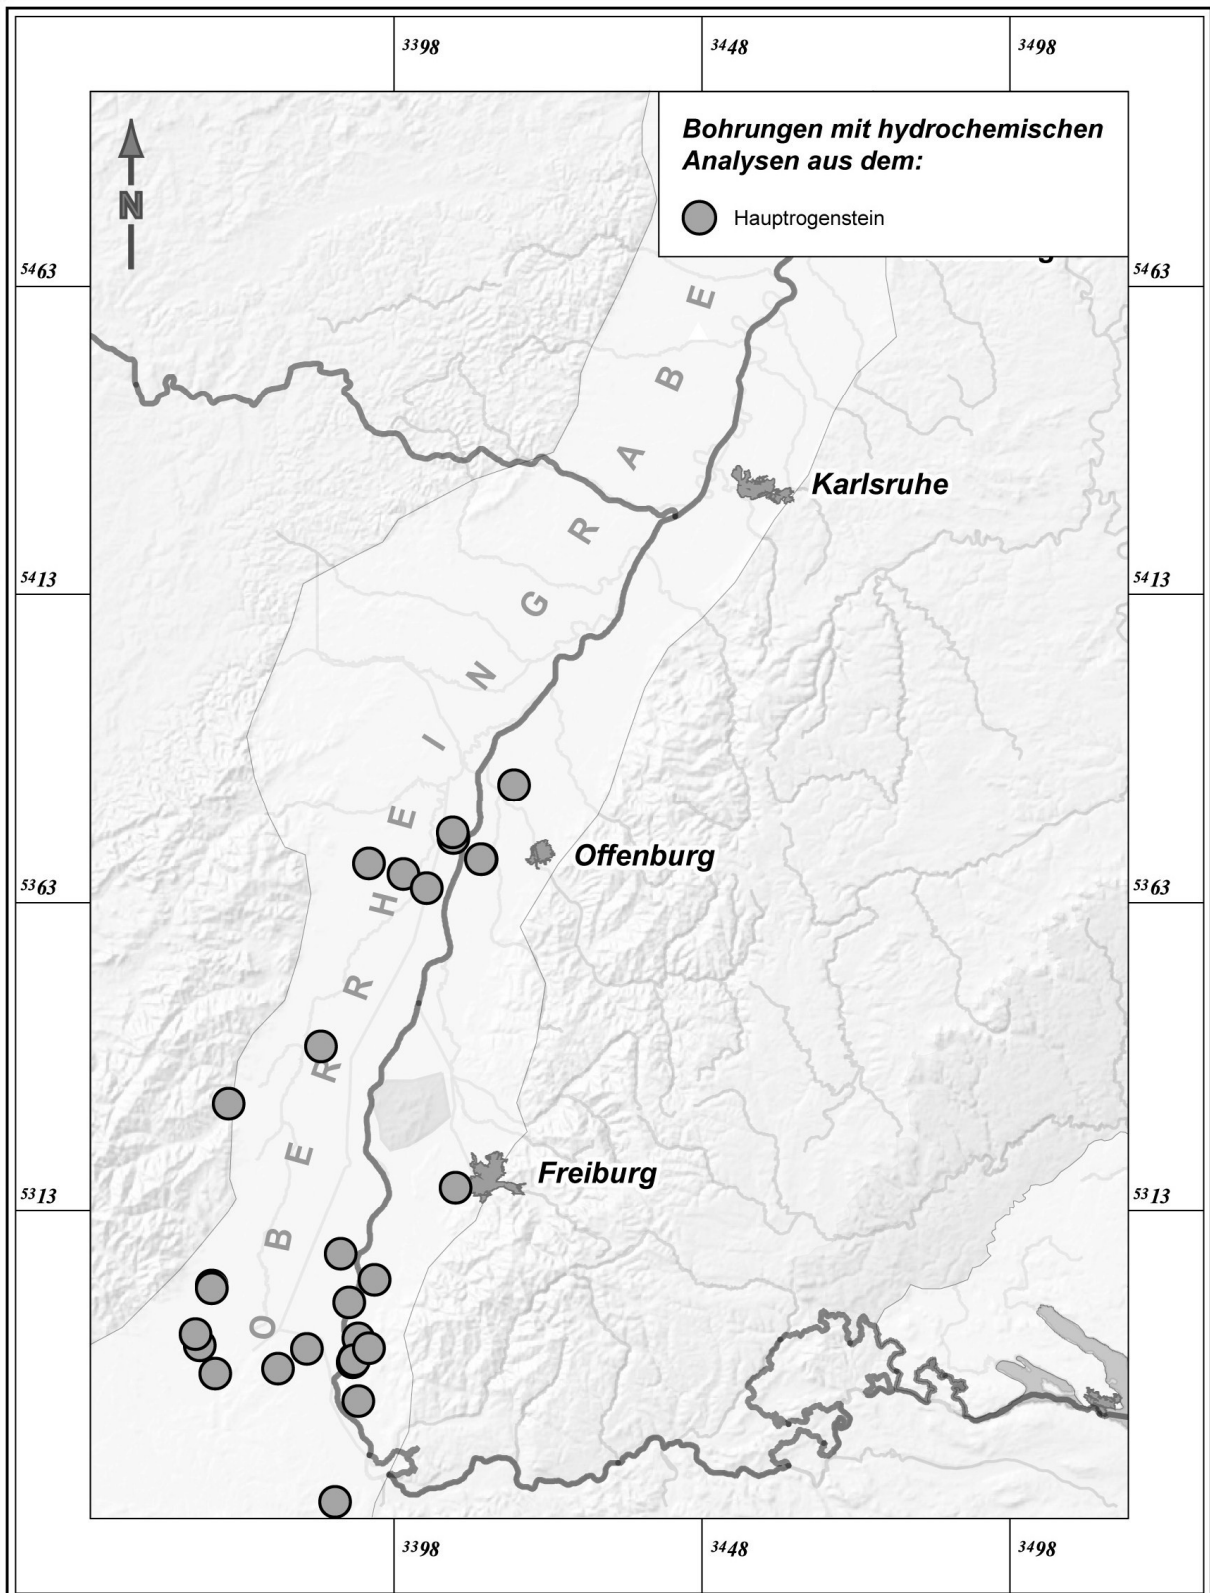 3398 3448 3498
Bohrungen mit hydrochemischen
Analysen aus dem:
Hauptrogenstein
N
5463 5463
g
Karlsruhe
5413 5413
OBERRHEINGRABEN
Offenburg
5363 5363
Freiburg
5313 5313
3398 3448 3498